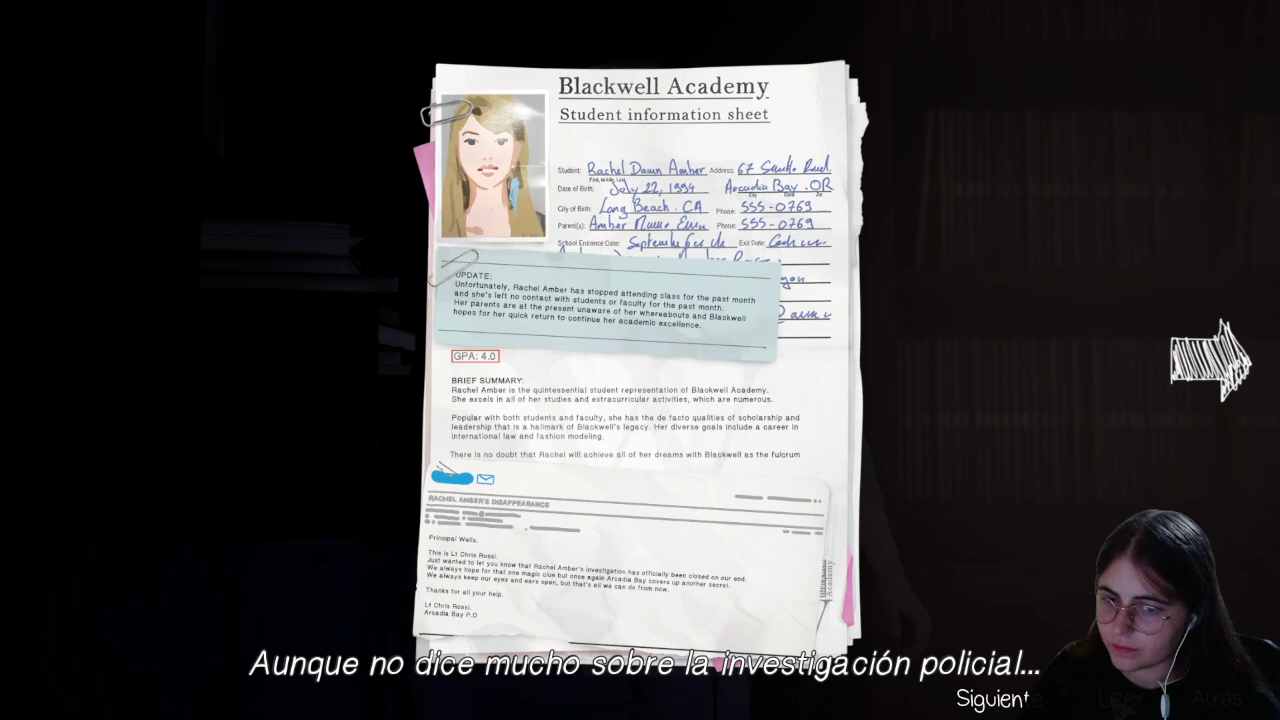 Blackwell Academy
Student information sheet
Student: Rachel Dawn Amber Address: 67
First, Middle, Last
Date of Birth: July 22, 1994 Arcadia Bay. OR
City of Birth: Long Beach. CA Phone: 555-0769
Parent(s): Amber Phone: 555-0769
School Entrance Date: Exit Date:
UPDATE:
Unfortunately, Rachel Amber has stopped attending class for the past month
and she's left no contact with students or faculty for the past month.
Her parents are at the present unaware of her whereabouts and Blackwell
hopes for her quick return to continue her academic excellence.
GPA: 4.0
BRIEF SUMMARY:
Rachel Amber is the quintessential student representation of Blackwell Academy.
She excels in all of her studies and extracurricular activities, which are numerous.
Popular with both students and faculty, she has the de facto qualities of scholarship and
leadership that is a hallmark of Blackwell's legacy. Her diverse goals include a career in
international law and fashion modeling.
There is no doubt that Rachel will achieve all of her dreams with Blackwell as the fulcrum
RACHEL AMBER'S DISAPPEARANCE
Principal Wells,
This is Lt Chris Rossi.
Just wanted to let you know that Rachel Amber's investigation has officially been closed on our end.
We always hope for that one magic clue but once again Arcadia Bay covers up another secret.
We always keep our eyes and ears open, but that's all we can do from now.
Thanks for all your help.
Lt Chris Rossi,
Arcadia Bay P.D
Academy
Aunque no dice mucho sobre la investigación policial...
Siguiente Leer Atrás